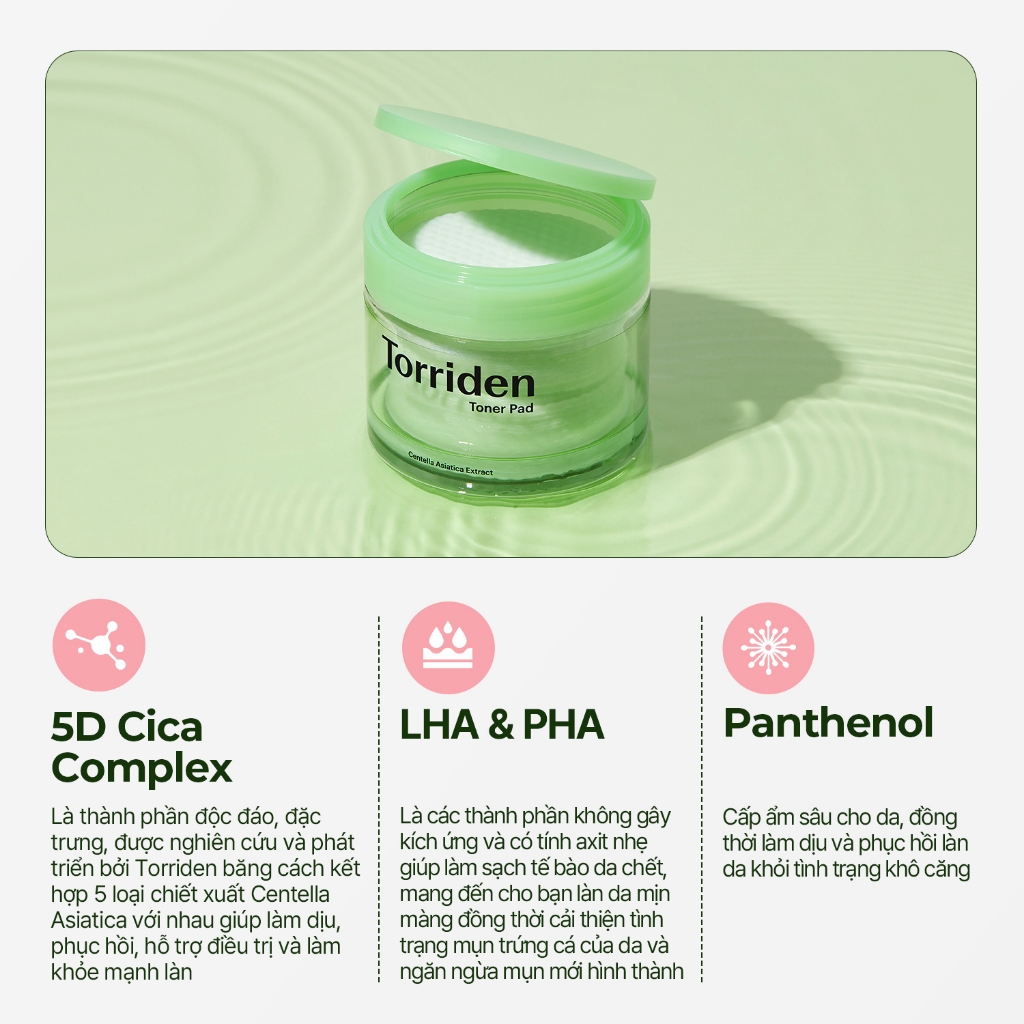 Torriden
Toner Pad
Centella Asiatica Extract
5D Cica
Complex
Là thành phần độc đáo, đặc
trưng, được nghiên cứu và phát
triển bởi Torriden băng cách kết
hợp 5 loại chiết xuất Centella
Asiatica với nhau giúp làm dịu,
phục hồi, hỗ trợ điều trị và làm
khỏe mạnh làn
LHA & PHA
Là các thành phần không gây
kích ứng và có tính axit nhẹ
giúp làm sạch tế bào da chết,
mang đến cho bạn làn da mịn
màng đồng thời cải thiện tình
trạng mụn trứng cá của da và
ngăn ngừa mụn mới hình thành
Panthenol
Cấp ẩm sâu cho da, đồng
thời làm dịu và phục hồi làn
da khỏi tình trạng khô căng